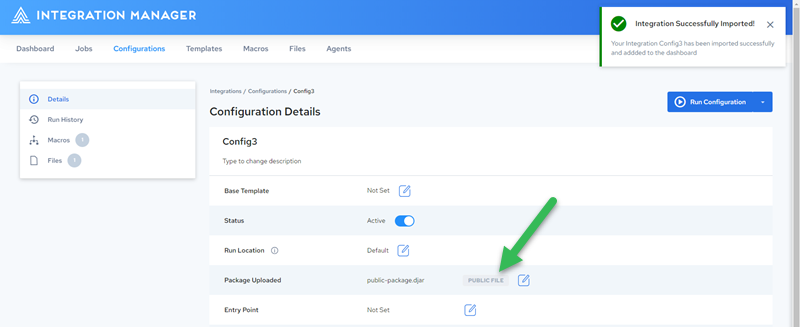 INTEGRATION MANAGER
Integration Successfully Imported!
Your Integration Config3 has been imported successfully
and addded to the dashboard
Dashboard Jobs Configurations Templates Macros Files Agents
Details
Run History
Macros 1
Files 1
Integrations / Configurations / Config3
Configuration Details
Run Configuration
Config3
Type to change description
Base Template Not Set
Status Active
Run Location Default
Package Uploaded public-package.djar PUBLIC FILE
Entry Point Not Set